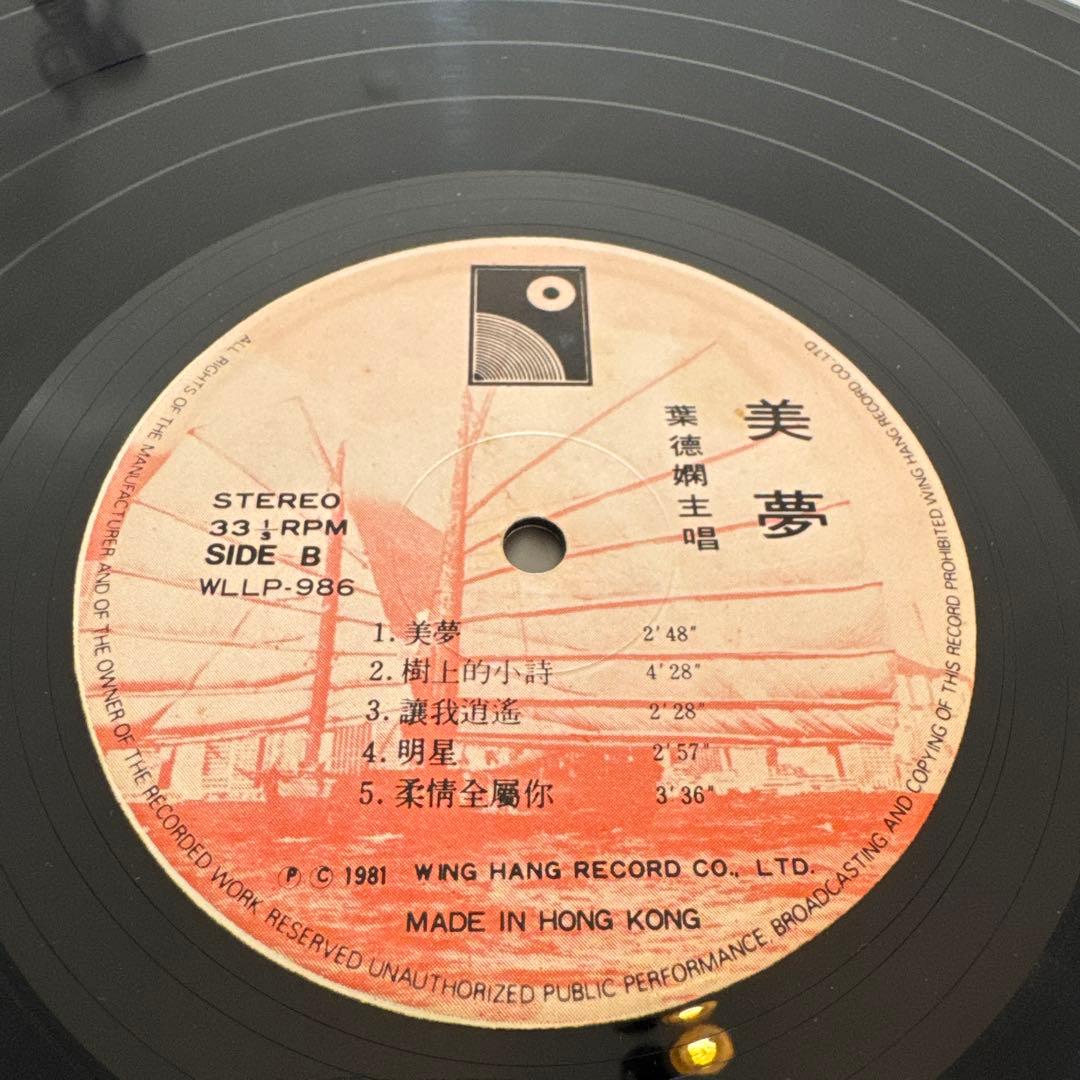 美夢
葉德嫻主唱
STEREO
33 1/3 RPM
SIDE B
WLLP-986
1. 美夢 2'48"
2. 樹上的小詩 4'28"
3. 讓我逍遙 2'28"
4. 明星 2'57"
5. 柔情全屬你 3'36"
Ⓟ Ⓒ 1981 WING HANG RECORD CO., LTD.
MADE IN HONG KONG
ALL RIGHTS OF THE MANUFACTURER AND OF THE OWNER OF THE RECORDED WORK RESERVED UNAUTHORIZED PUBLIC PERFORMANCE, BROADCASTING AND COPYING OF THIS RECORD PROHIBITED WING HANG RECORD CO. LTD